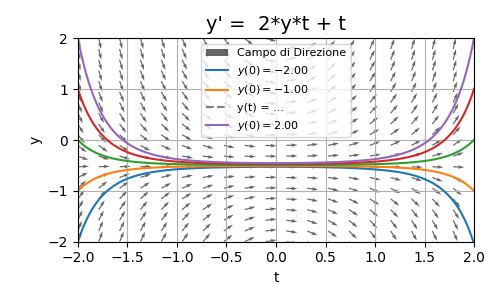 y' =  2*y*t + t
Campo di Direzione
y(0) = −2.00
y(0) = −1.00
y(t) = ...
y(0) = 2.00
2
1
0
−1
−2
y
−2.0 −1.5 −1.0 −0.5 0.0 0.5 1.0 1.5 2.0
t